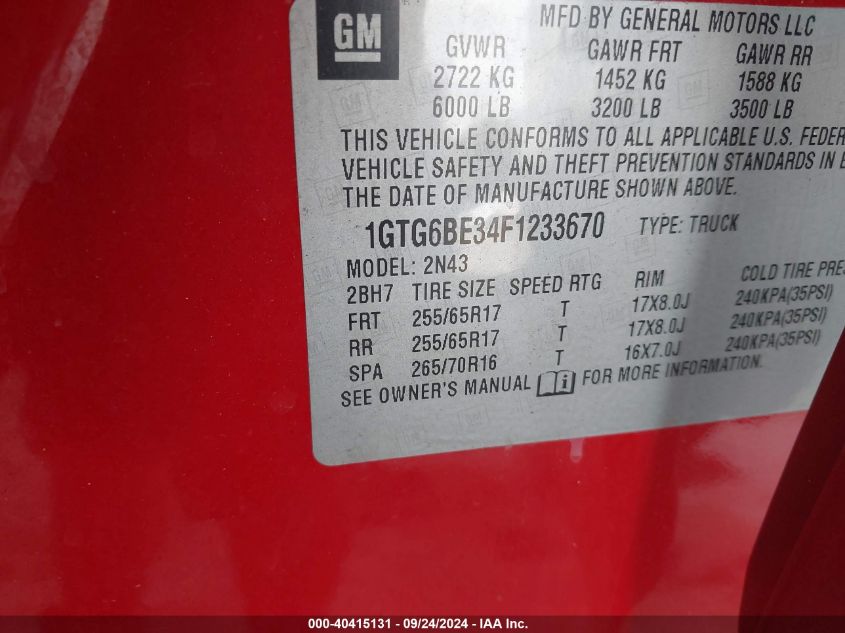 GM
MFD BY GENERAL MOTORS LLC
GVWR GAWR FRT GAWR RR
2722 KG 1452 KG 1588 KG
6000 LB 3200 LB 3500 LB
THIS VEHICLE CONFORMS TO ALL APPLICABLE U.S. FEDER
VEHICLE SAFETY AND THEFT PREVENTION STANDARDS IN E
THE DATE OF MANUFACTURE SHOWN ABOVE.
1GTG6BE34F1233670 TYPE: TRUCK
MODEL: 2N43
2BH7 TIRE SIZE SPEED RTG RIM COLD TIRE PRE
FRT 255/65R17 T 17X8.0J 240KPA(35PSI)
RR 255/65R17 T 17X8.0J 240KPA(35PSI)
SPA 265/70R16 T 16X7.0J 240KPA(35PSI)
SEE OWNER'S MANUAL i FOR MORE INFORMATION.
000-40415131 - 09/24/2024 - IAA Inc.